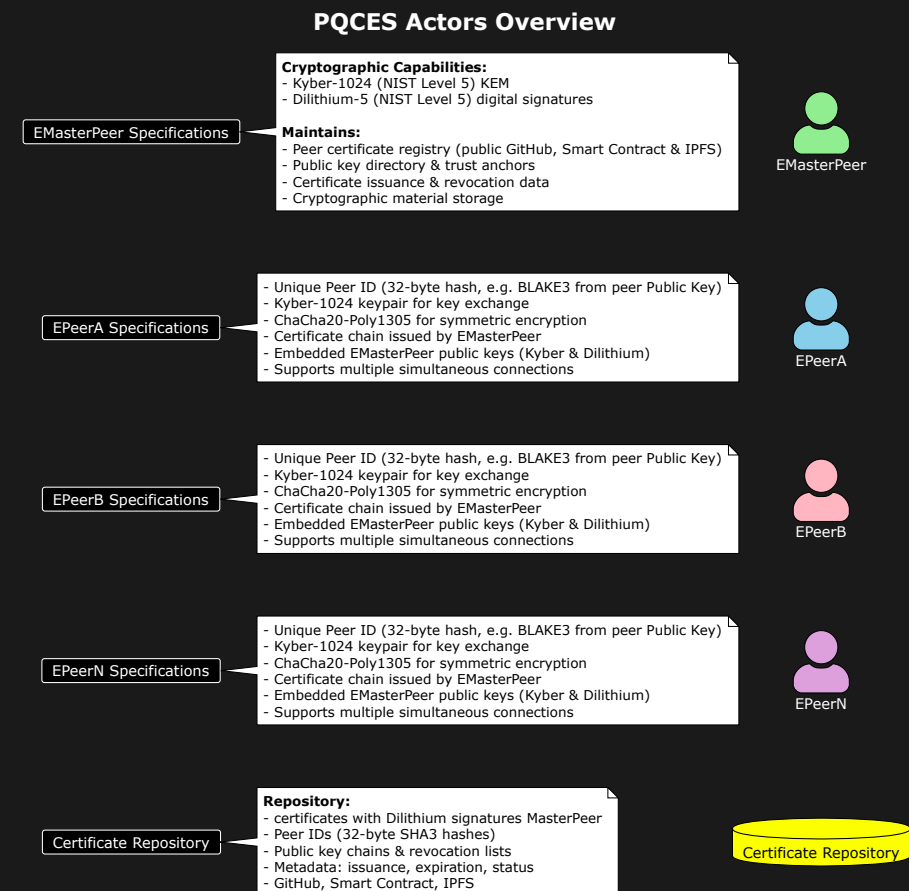 PQCES Actors Overview
Cryptographic Capabilities:
- Kyber-1024 (NIST Level 5) KEM
- Dilithium-5 (NIST Level 5) digital signatures
Maintains:
- Peer certificate registry (public GitHub, Smart Contract & IPFS)
- Public key directory & trust anchors
- Certificate issuance & revocation data
- Cryptographic material storage
EMasterPeer Specifications
EMasterPeer
- Unique Peer ID (32-byte hash, e.g. BLAKE3 from peer Public Key)
- Kyber-1024 keypair for key exchange
- ChaCha20-Poly1305 for symmetric encryption
- Certificate chain issued by EMasterPeer
- Embedded EMasterPeer public keys (Kyber & Dilithium)
- Supports multiple simultaneous connections
EPeerA Specifications
EPeerA
- Unique Peer ID (32-byte hash, e.g. BLAKE3 from peer Public Key)
- Kyber-1024 keypair for key exchange
- ChaCha20-Poly1305 for symmetric encryption
- Certificate chain issued by EMasterPeer
- Embedded EMasterPeer public keys (Kyber & Dilithium)
- Supports multiple simultaneous connections
EPeerB Specifications
EPeerB
- Unique Peer ID (32-byte hash, e.g. BLAKE3 from peer Public Key)
- Kyber-1024 keypair for key exchange
- ChaCha20-Poly1305 for symmetric encryption
- Certificate chain issued by EMasterPeer
- Embedded EMasterPeer public keys (Kyber & Dilithium)
- Supports multiple simultaneous connections
EPeerN Specifications
EPeerN
Repository:
- certificates with Dilithium signatures MasterPeer
- Peer IDs (32-byte SHA3 hashes)
- Public key chains & revocation lists
- Metadata: issuance, expiration, status
- GitHub, Smart Contract, IPFS
Certificate Repository
Certificate Repository